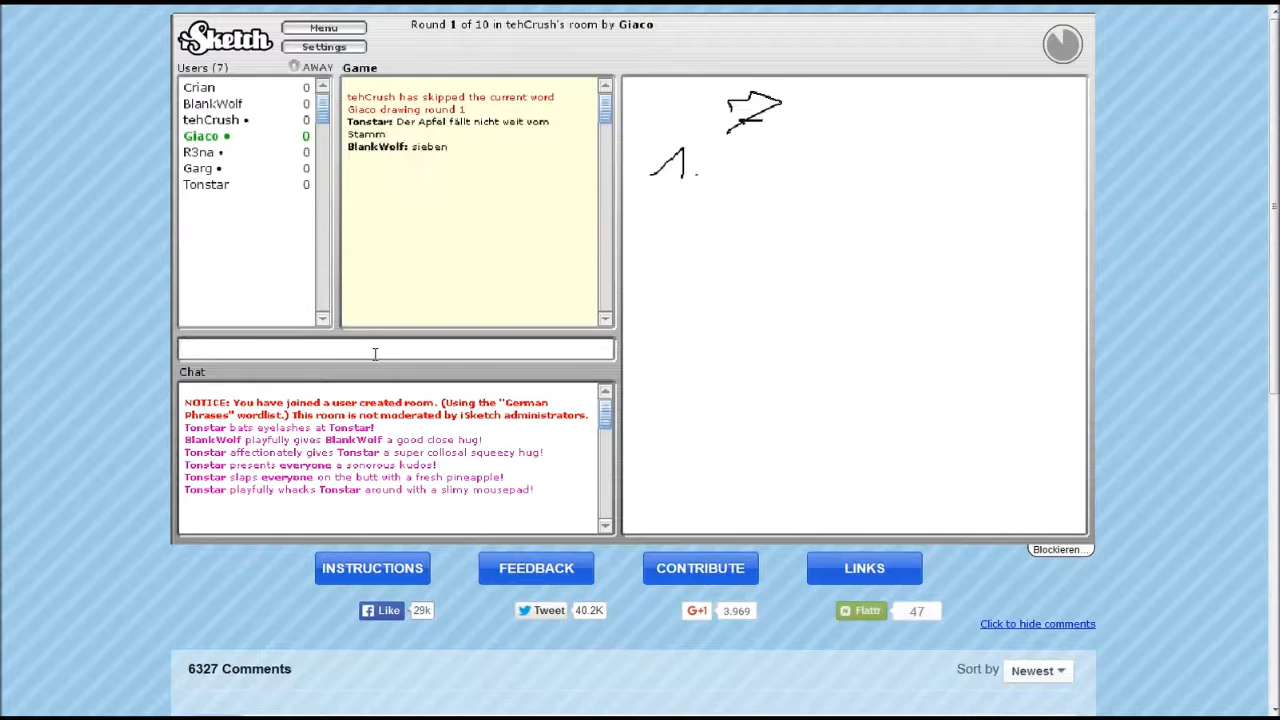 iSketch
Menu
Settings
Round 1 of 10 in tehCrush's room by Giaco
Users (7)
AWAY
Game
Crian 0
BlankWolf 0
tehCrush • 0
Giaco • 0
R3na • 0
Garg • 0
Tonstar 0
tehCrush has skipped the current word
Giaco drawing round 1
Tonstar: Der Apfel fällt nicht weit vom
Stamm
BlankWolf: sieben
7
1.
Chat
NOTICE: You have joined a user created room. (Using the "German
Phrases" wordlist.) This room is not moderated by iSketch administrators.
Tonstar bats eyelashes at Tonstar!
BlankWolf playfully gives BlankWolf a good close hug!
Tonstar affectionately gives Tonstar a super collosal squeezy hug!
Tonstar presents everyone a sonorous kudos!
Tonstar slaps everyone on the butt with a fresh pineapple!
Tonstar playfully whacks Tonstar around with a slimy mousepad!
Blockieren...
INSTRUCTIONS
FEEDBACK
CONTRIBUTE
LINKS
Like 29k
Tweet 40.2K
G+1 3.969
Flattr 47
Click to hide comments
6327 Comments
Sort by Newest